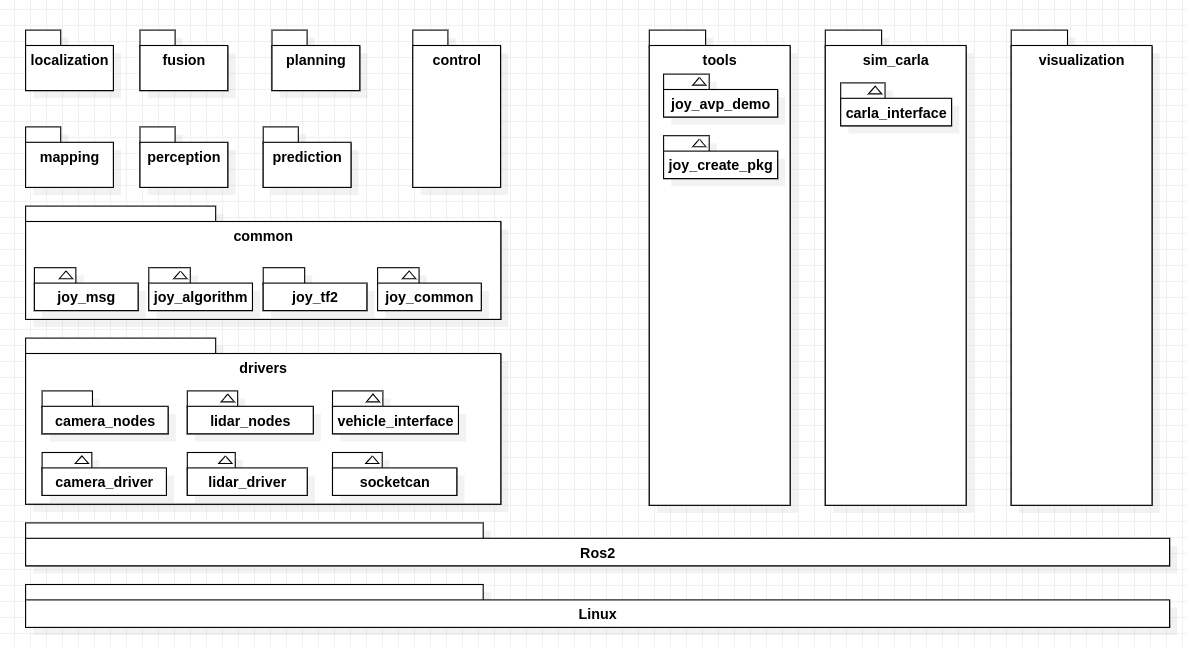 localization
fusion
planning
control
tools
sim_carla
visualization
joy_avp_demo
carla_interface
joy_create_pkg
mapping
perception
prediction
common
joy_msg
joy_algorithm
joy_tf2
joy_common
drivers
camera_nodes
lidar_nodes
vehicle_interface
camera_driver
lidar_driver
socketcan
Ros2
Linux